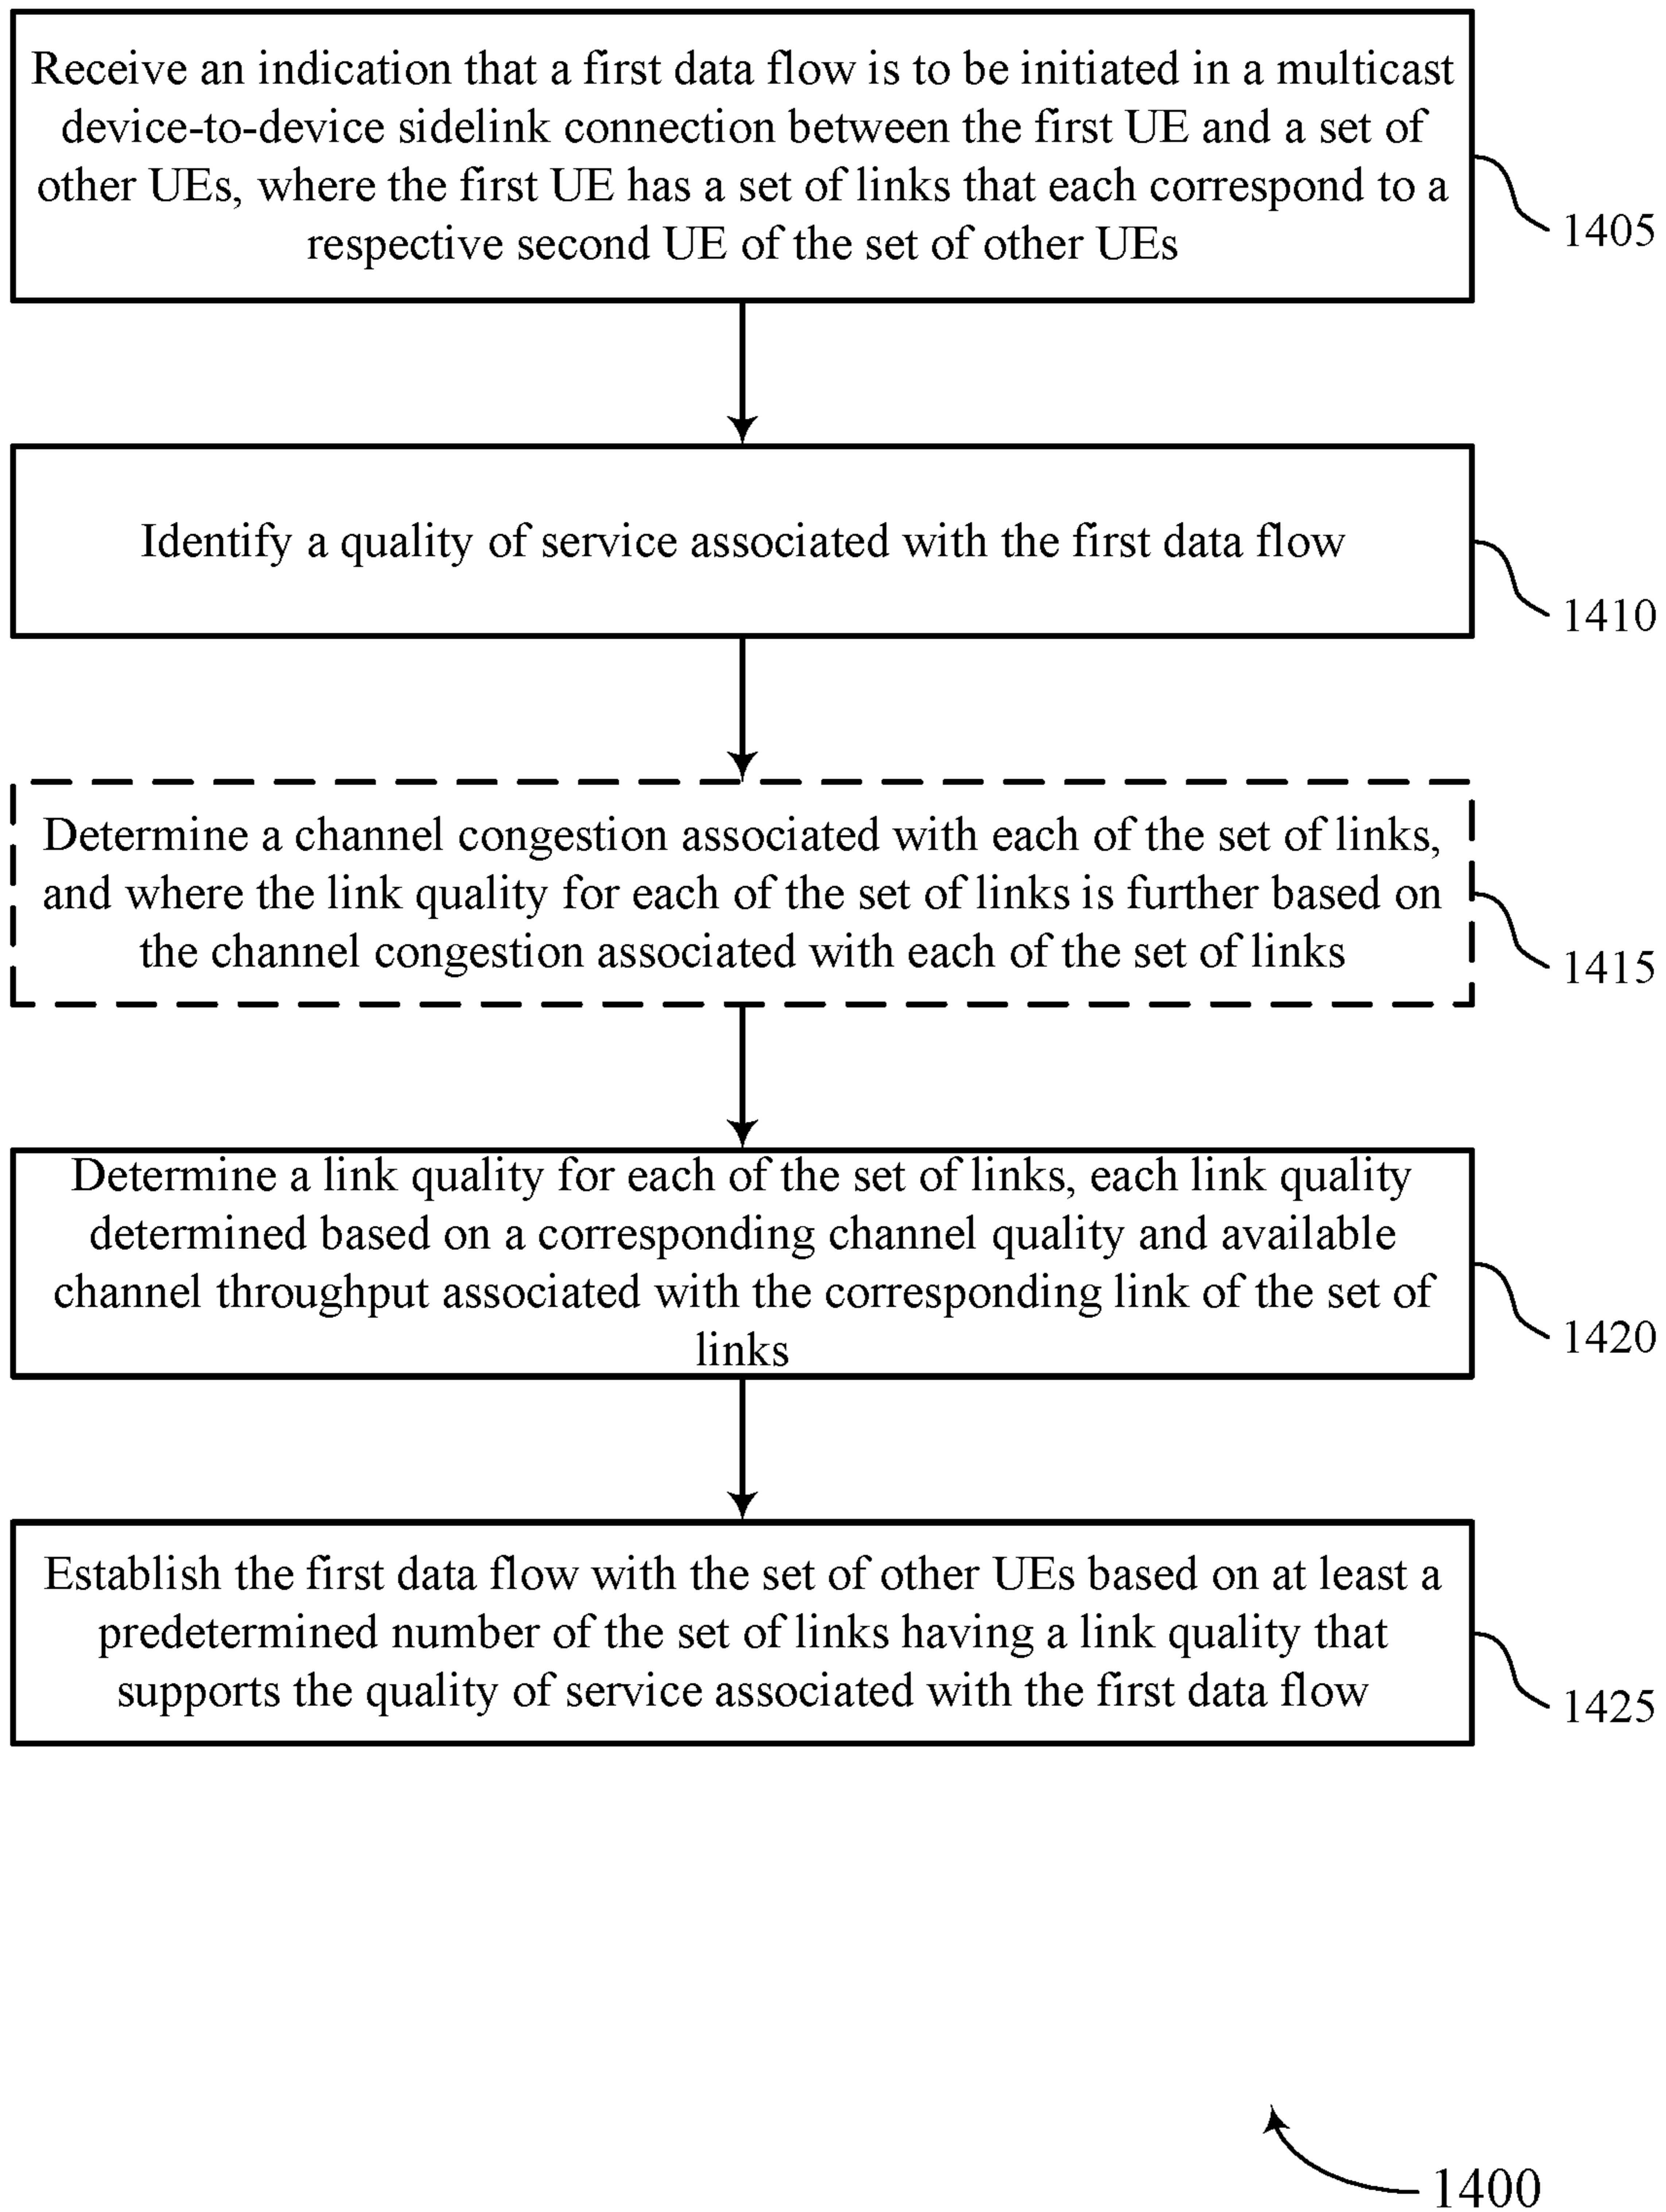 Receive an indication that a first data flow is to be initiated in a multicast
device-to-device sidelink connection between the first UE and a set of
other UEs, where the first UE has a set of links that each correspond to a
respective second UE of the set of other UEs
1405
Identify a quality of service associated with the first data flow
1410
Determine a channel congestion associated with each of the set of links,
and where the link quality for each of the set of links is further based on
the channel congestion associated with each of the set of links
1415
Determine a link quality for each of the set of links, each link quality
determined based on a corresponding channel quality and available
channel throughput associated with the corresponding link of the set of
links
1420
Establish the first data flow with the set of other UEs based on at least a
predetermined number of the set of links having a link quality that
supports the quality of service associated with the first data flow
1425
1400